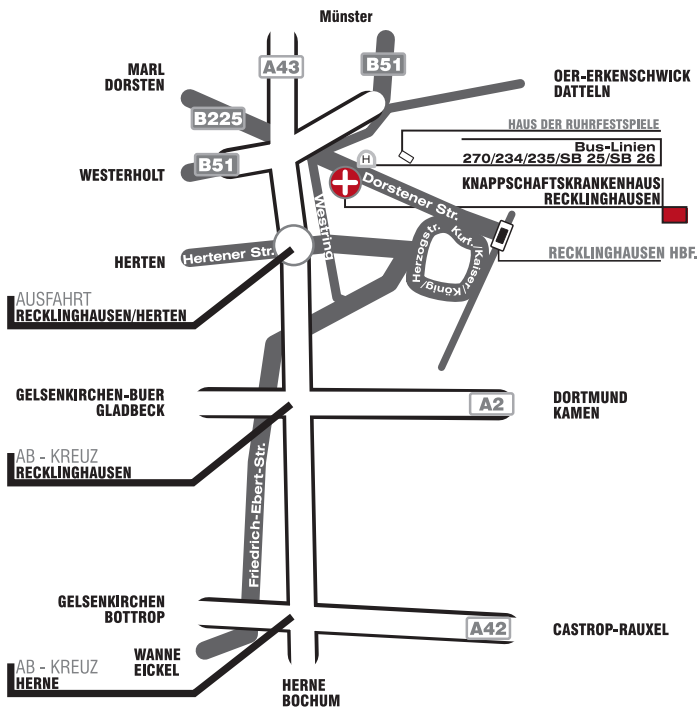 Münster
A43
B51
MARL
DORSTEN
OER-ERKENSCHWICK
DATTELN
B225
HAUS DER RUHRFESTSPIELE
H
Bus-Linien
270/234/235/SB 25/SB 26
B51
WESTERHOLT
KNAPPSCHAFTSKRANKENHAUS
RECKLINGHAUSEN
Dorstener Str.
Westring
Herzogstr.
Kurf.
/Kaiser/König/
Hertener Str.
HERTEN
RECKLINGHAUSEN HBF.
AUSFAHRT
RECKLINGHAUSEN/HERTEN
GELSENKIRCHEN-BUER
GLADBECK
A2
DORTMUND
KAMEN
AB - KREUZ
RECKLINGHAUSEN
Friedrich-Ebert-Str.
GELSENKIRCHEN
BOTTROP
A42
CASTROP-RAUXEL
WANNE
EICKEL
AB - KREUZ
HERNE
HERNE
BOCHUM